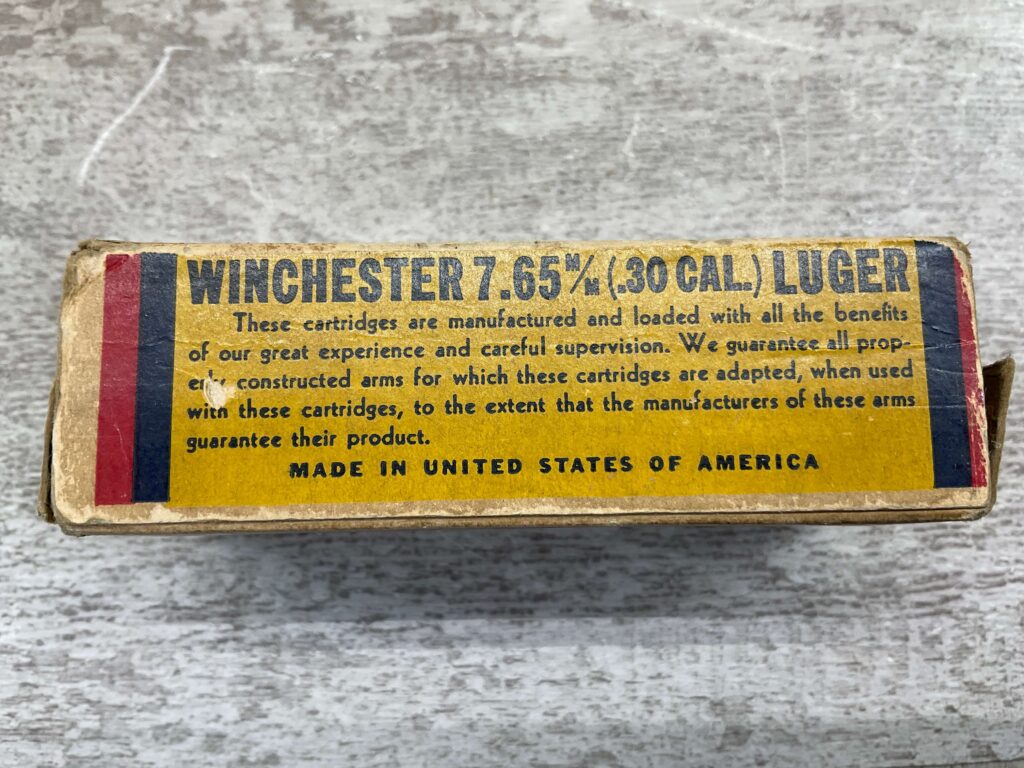 WINCHESTER 7.65 M/M (.30 CAL.) LUGER
These cartridges are manufactured and loaded with all the benefits
of our great experience and careful supervision. We guarantee all prop-
erly constructed arms for which these cartridges are adapted, when used
with these cartridges, to the extent that the manufacturers of these arms
guarantee their product.
MADE IN UNITED STATES OF AMERICA